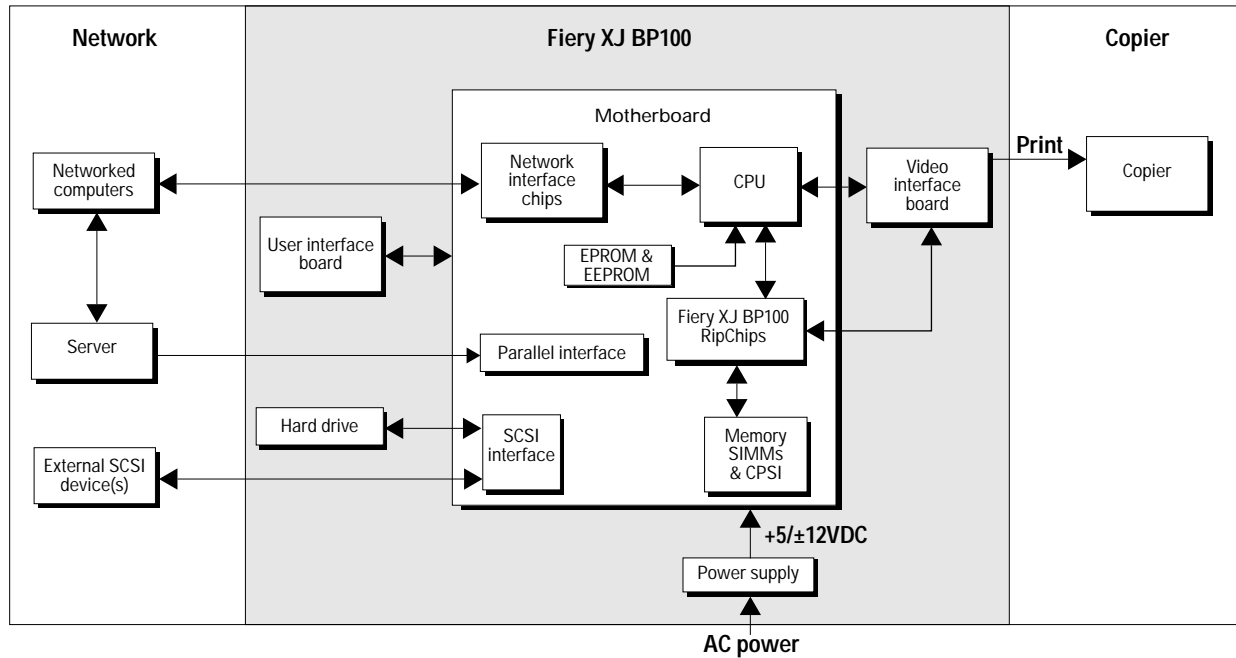 Network
Fiery XJ BP100
Copier
Motherboard
Networked
computers
Network
interface
chips
CPU
Video
interface
board
Print
Copier
User interface
board
EPROM &
EEPROM
Fiery XJ BP100
RipChips
Server
Parallel interface
Hard drive
SCSI
interface
Memory
SIMMs
& CPSI
External SCSI
device(s)
+5/±12VDC
Power supply
AC power